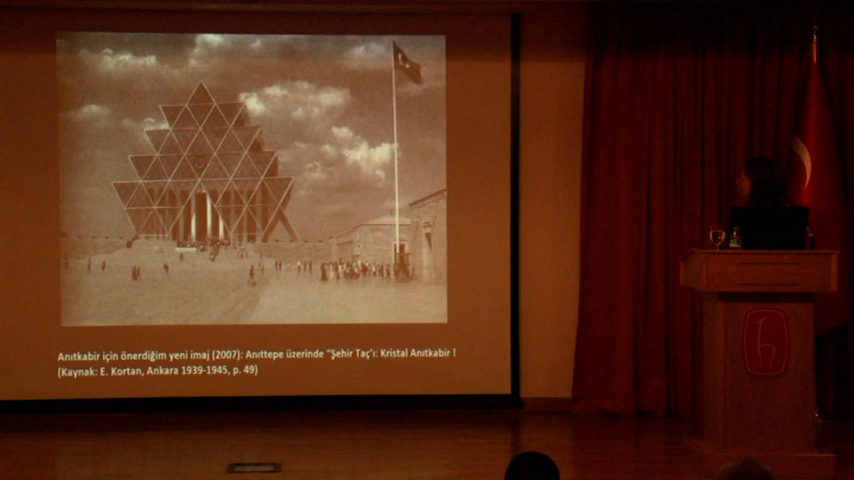 Anıtkabir için önerdiğim yeni imaj (2007): Anıttepe üzerinde “Şehir Taç’ı: Kristal Anıtkabir !
(Kaynak: E. Kortan, Ankara 1939-1945, p. 49)